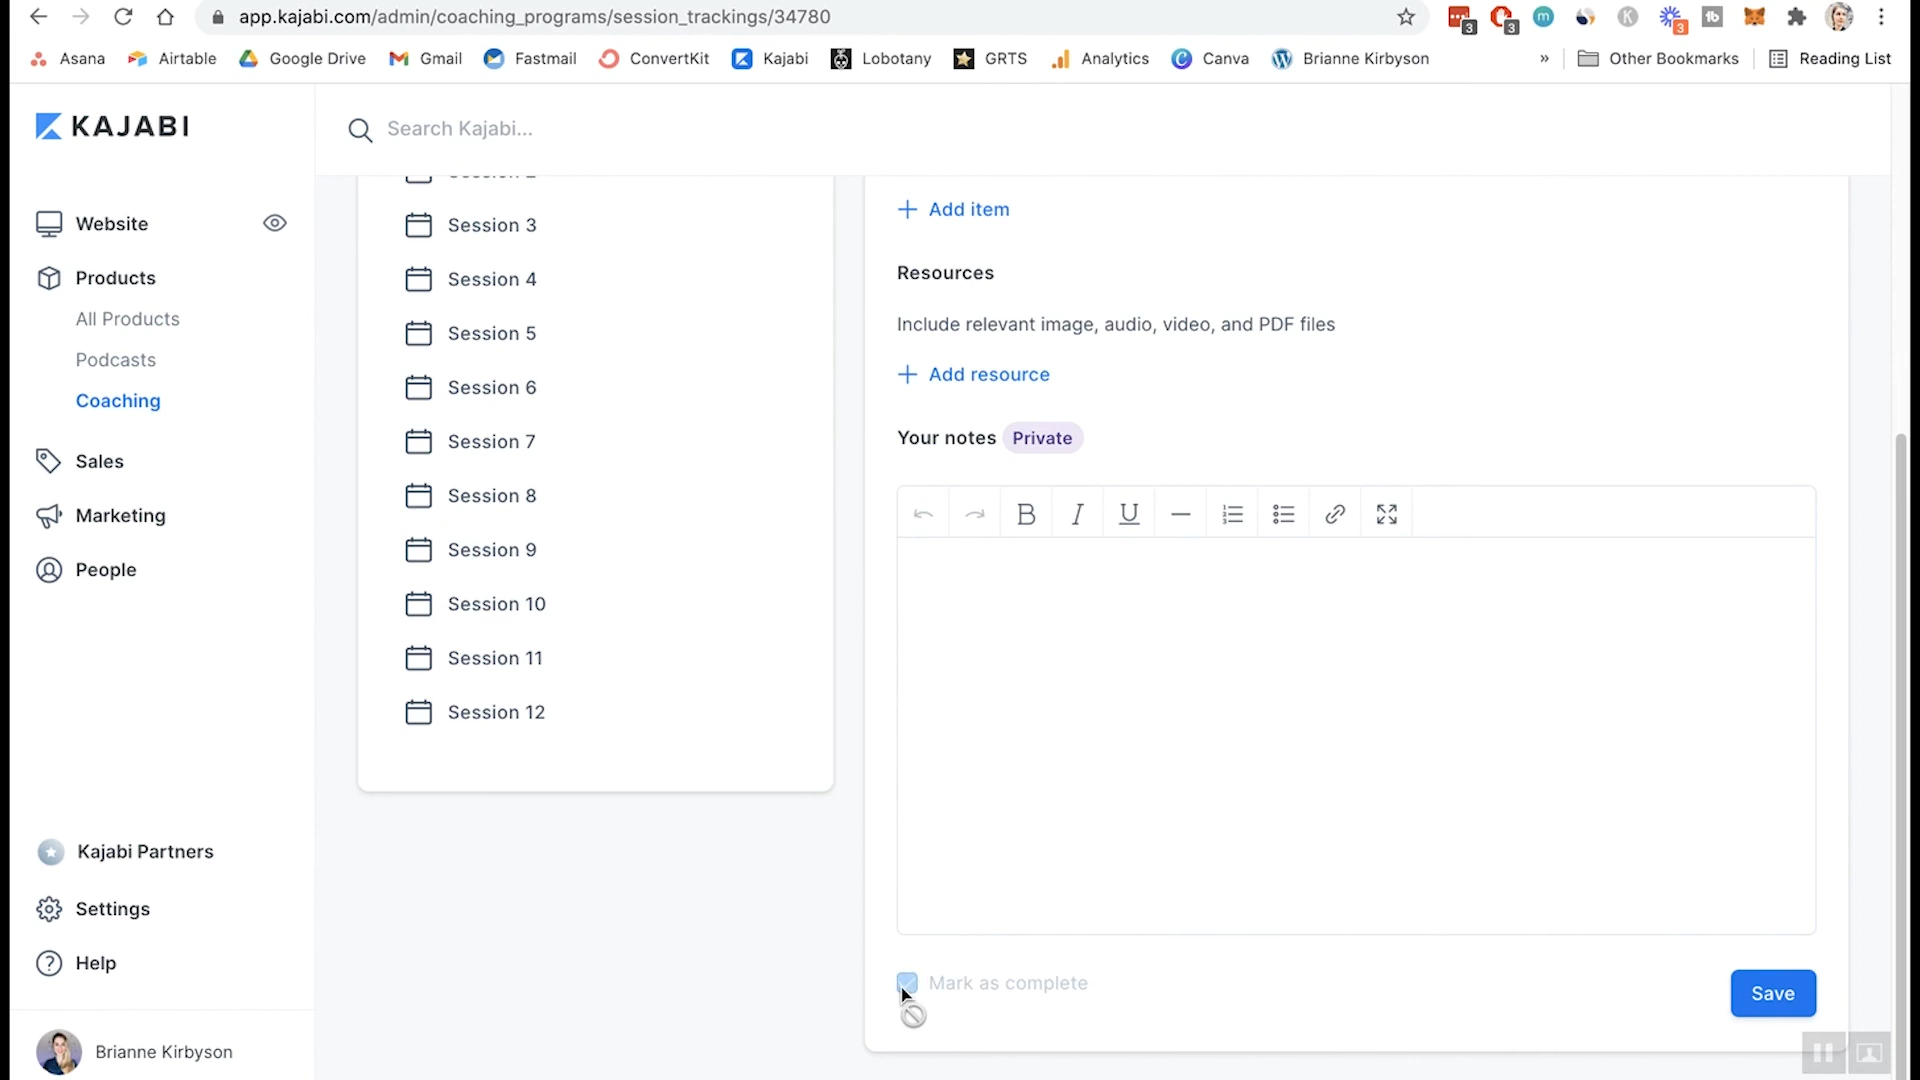 app.kajabi.com/admin/coaching_programs/session_trackings/34780
3
3
m
K
3
tb
Asana
Airtable
Google Drive
Gmail
Fastmail
ConvertKit
Kajabi
Lobotany
GRTS
Analytics
Canva
Brianne Kirbyson
»
Other Bookmarks
Reading List
KAJABI
Search Kajabi...
Website
Products
All Products
Podcasts
Coaching
Sales
Marketing
People
Kajabi Partners
Settings
Help
Brianne Kirbyson
Session 3
Session 4
Session 5
Session 6
Session 7
Session 8
Session 9
Session 10
Session 11
Session 12
Add item
Resources
Include relevant image, audio, video, and PDF files
Add resource
Your notes Private
B I U
Mark as complete
Save